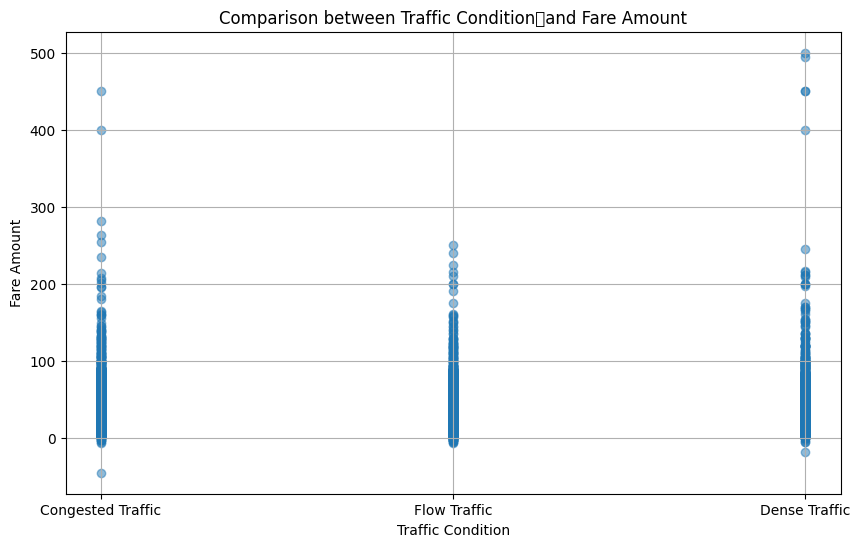 Comparison between Traffic Condition and Fare Amount
500
400
300
200
100
0
Fare Amount
Congested Traffic
Flow Traffic
Dense Traffic
Traffic Condition